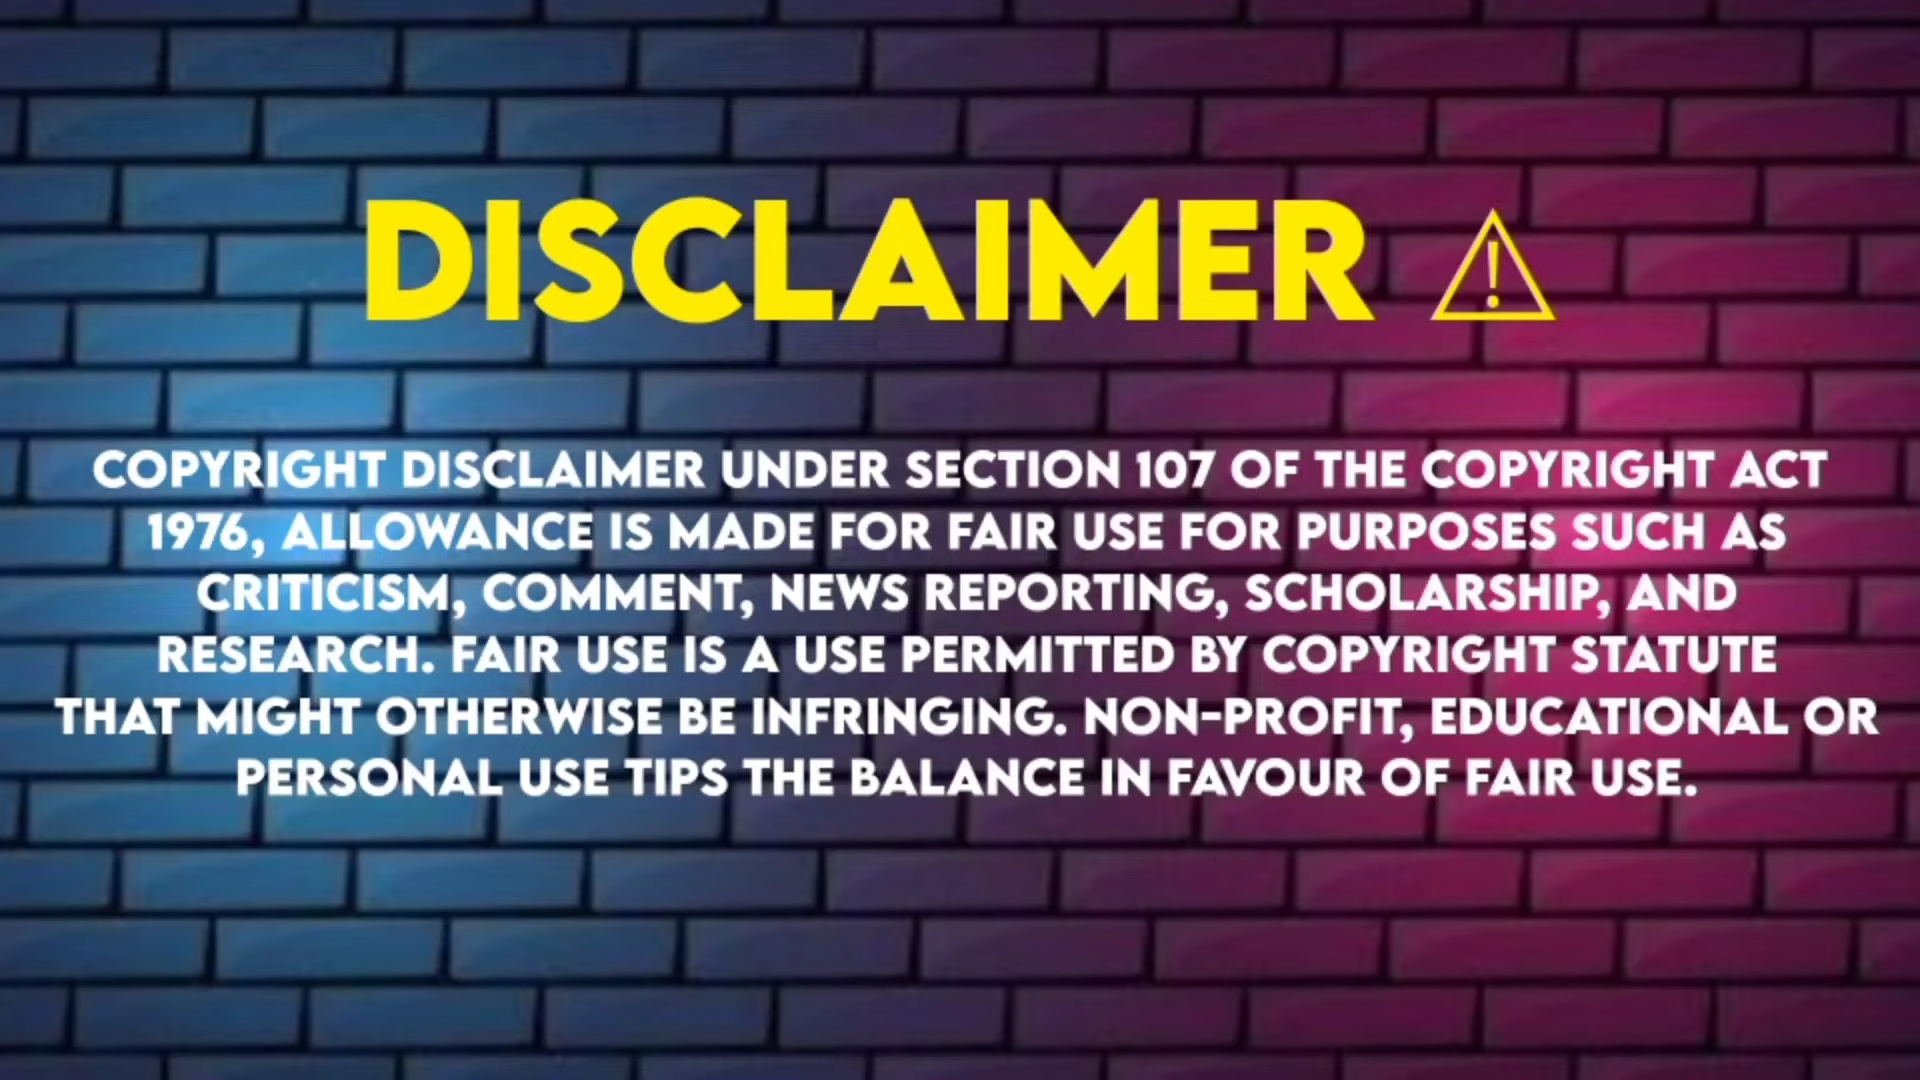 DISCLAIMER ⚠
COPYRIGHT DISCLAIMER UNDER SECTION 107 OF THE COPYRIGHT ACT
1976, ALLOWANCE IS MADE FOR FAIR USE FOR PURPOSES SUCH AS
CRITICISM, COMMENT, NEWS REPORTING, SCHOLARSHIP, AND
RESEARCH. FAIR USE IS A USE PERMITTED BY COPYRIGHT STATUTE
THAT MIGHT OTHERWISE BE INFRINGING. NON-PROFIT, EDUCATIONAL OR
PERSONAL USE TIPS THE BALANCE IN FAVOUR OF FAIR USE.